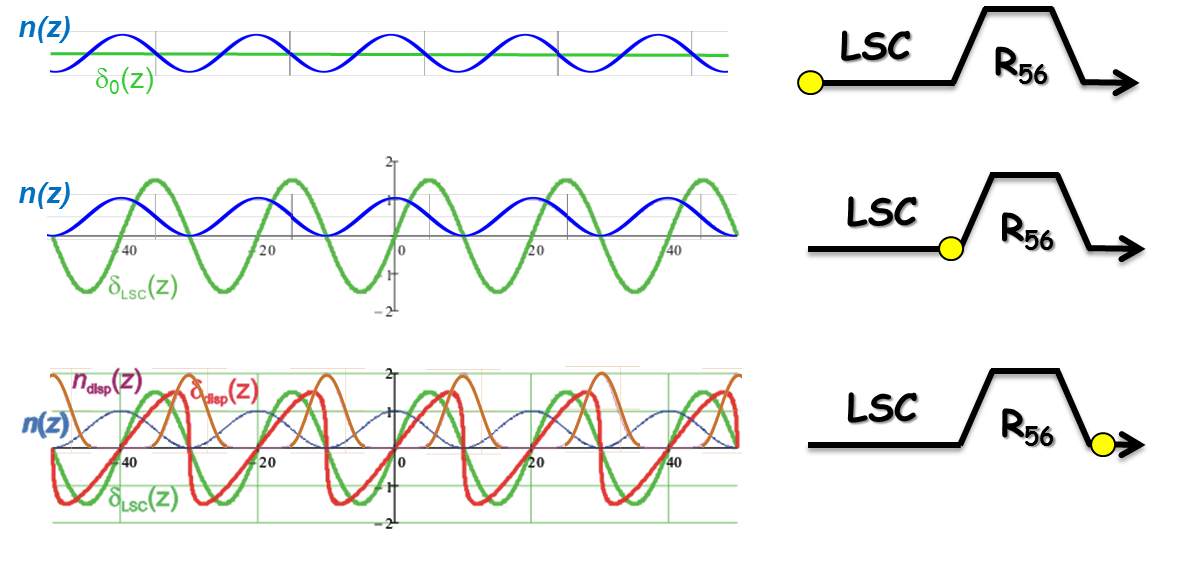 n(z)
δ₀(z)
LSC
R₅₆
2
n(z)
1
40
20
0
20
40
1
δLSC(z)
−2
LSC
R₅₆
ndisp(z)
δdisp(z)
2
n(z)
1
40
20
0
20
40
δLSC(z)
−1
−2
LSC
R₅₆